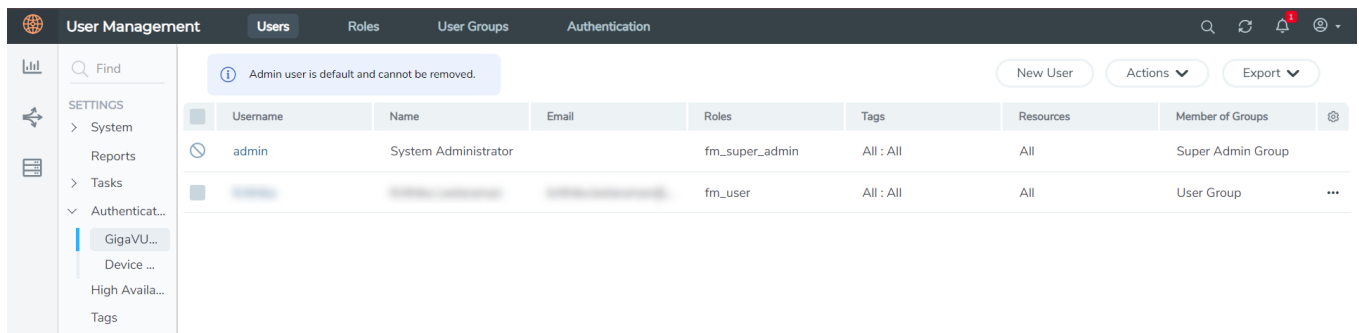 User Management Users Roles User Groups Authentication 1
Find
Admin user is default and cannot be removed. New User Actions Export
SETTINGS
System
Reports
Tasks
Authenticat...
GigaVU...
Device ...
High Availa...
Tags
Username Name Email Roles Tags Resources Member of Groups
admin System Administrator fm_super_admin All : All All Super Admin Group
fm_user All : All All User Group